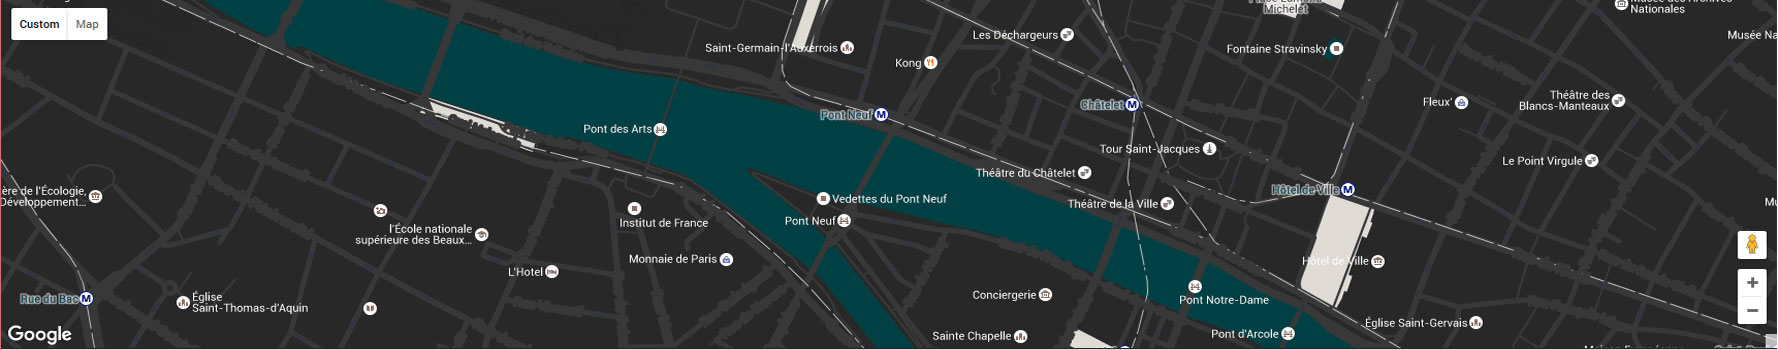 Custom
Map
Michelet
Nationales
Les Déchargeurs
Musée Na
Saint-Germain-l'Auxerrois
Fontaine Stravinsky
Kong
Théâtre des
Blancs-Manteaux
Fleux'
Châtelet
M
Pont Neuf
M
Pont des Arts
Tour Saint-Jacques
Le Point Virgule
Théâtre du Châtelet
ère de l'Écologie,
Développement...
Hôtel de Ville
M
Vedettes du Pont Neuf
Théâtre de la Ville
Mu
Institut de France
Pont Neuf
l'École nationale
supérieure des Beaux...
Monnaie de Paris
Hôtel de Ville
L'Hotel
Rue du Bac
M
Église
Saint-Thomas-d'Aquin
Conciergerie
Pont Notre-Dame
Google
Sainte Chapelle
Pont d'Arcole
Église Saint-Gervais